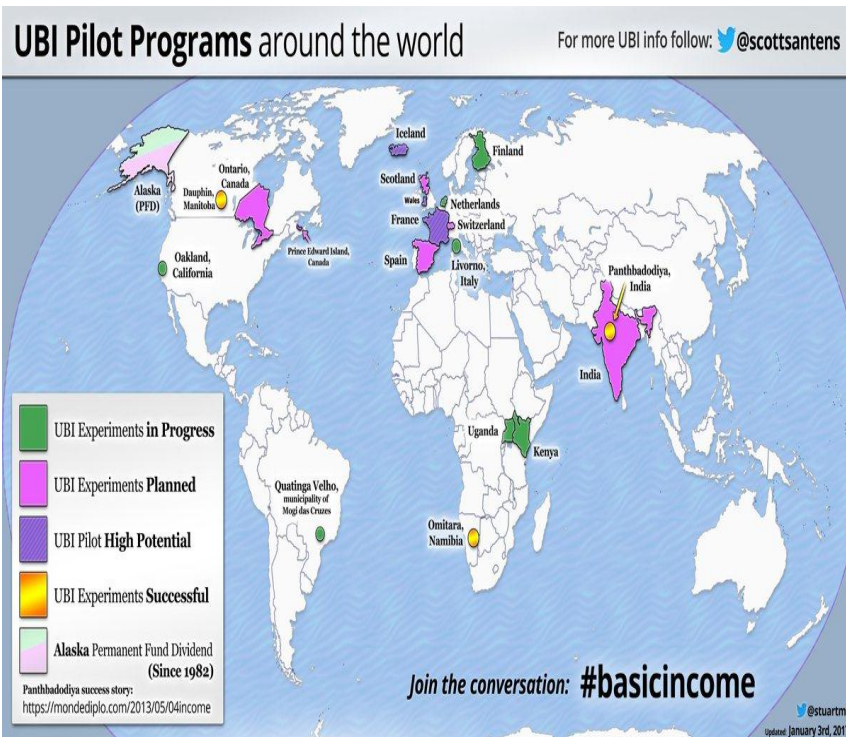 UBI Pilot Programs around the world
For more UBI info follow: @scottsantens
Iceland
Finland
Alaska
(PFD)
Dauphin,
Manitoba
Ontario,
Canada
Scotland
Wales
Netherlands
France
Switzerland
Prince Edward Island,
Canada
Oakland,
California
Spain
Livorno,
Italy
Panthbadodiya,
India
India
Uganda
Kenya
Quatinga Velho,
municipality of
Mogi das Cruzes
Omitara,
Namibia
UBI Experiments in Progress
UBI Experiments Planned
UBI Pilot High Potential
UBI Experiments Successful
Alaska Permanent Fund Dividend
(Since 1982)
Panthbadodiya success story:
https://mondediplo.com/2013/05/04income
Join the conversation: #basicincome
@stuartm
Updated: January 3rd, 201